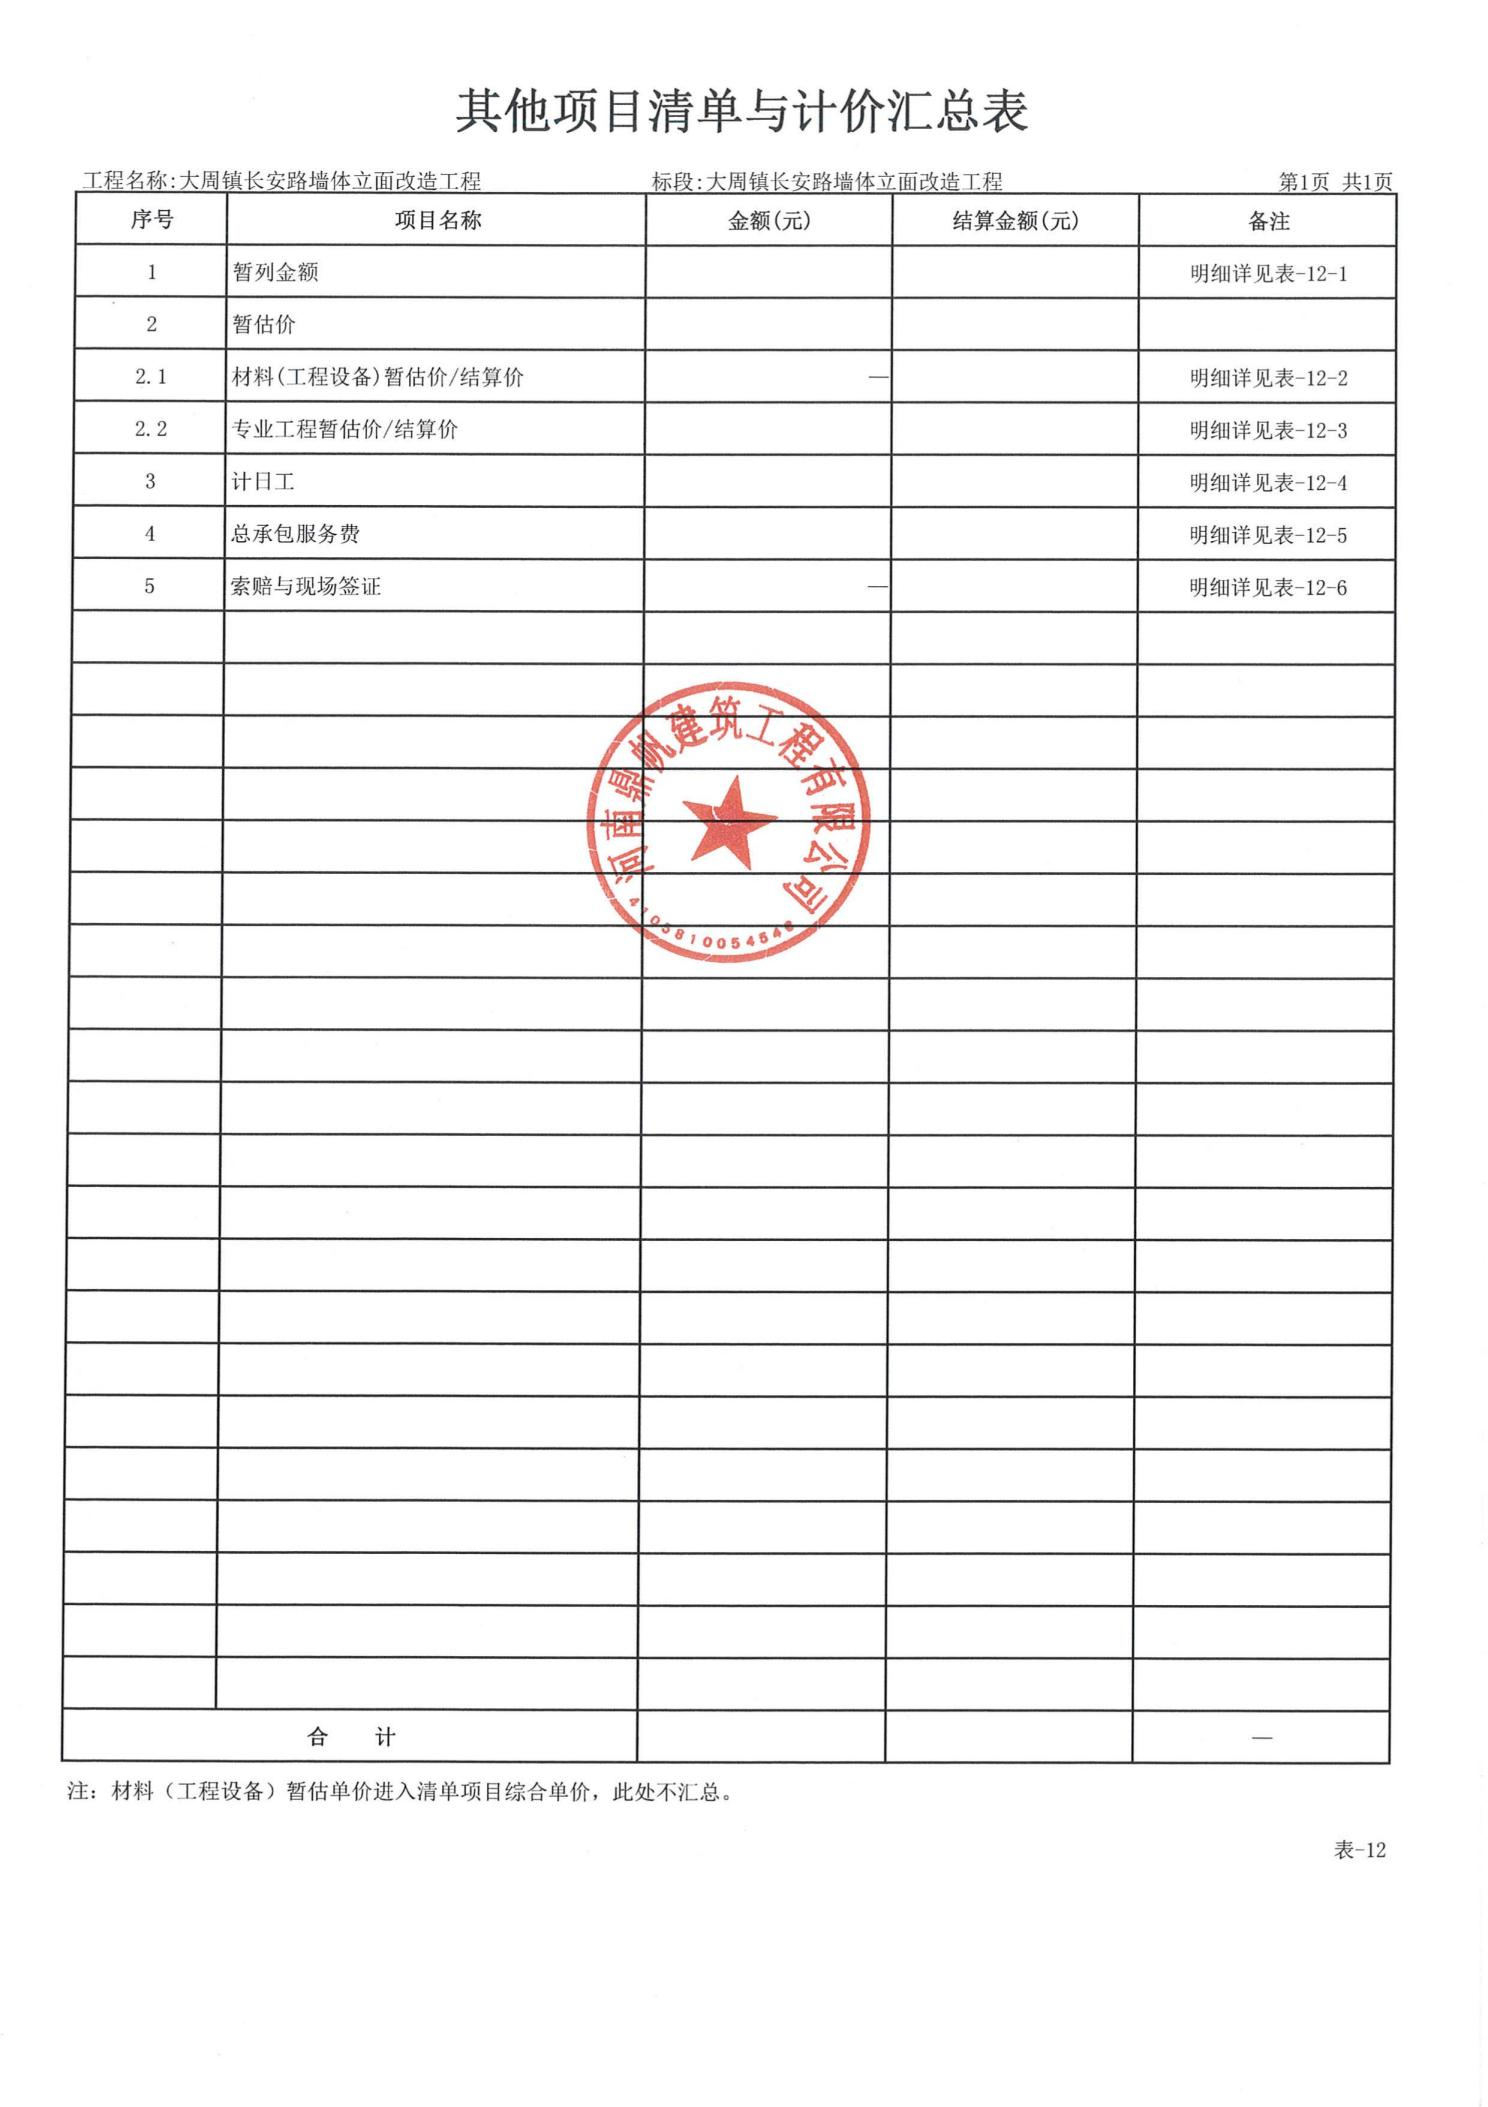 其他项目清单与计价汇总表
工程名称:大周镇长安路墙体立面改造工程 标段:大周镇长安路墙体立面改造工程 第1页 共1页
序号 项目名称 金额(元) 结算金额(元) 备注
1 暂列金额 明细详见表-12-1
2 暂估价
2.1 材料(工程设备)暂估价/结算价 — 明细详见表-12-2
2.2 专业工程暂估价/结算价 明细详见表-12-3
3 计日工 明细详见表-12-4
4 总承包服务费 明细详见表-12-5
5 索赔与现场签证 — 明细详见表-12-6
河南鼎帆建筑工程有限公司
合 计 —
注：材料（工程设备）暂估单价进入清单项目综合单价，此处不汇总。
表-12